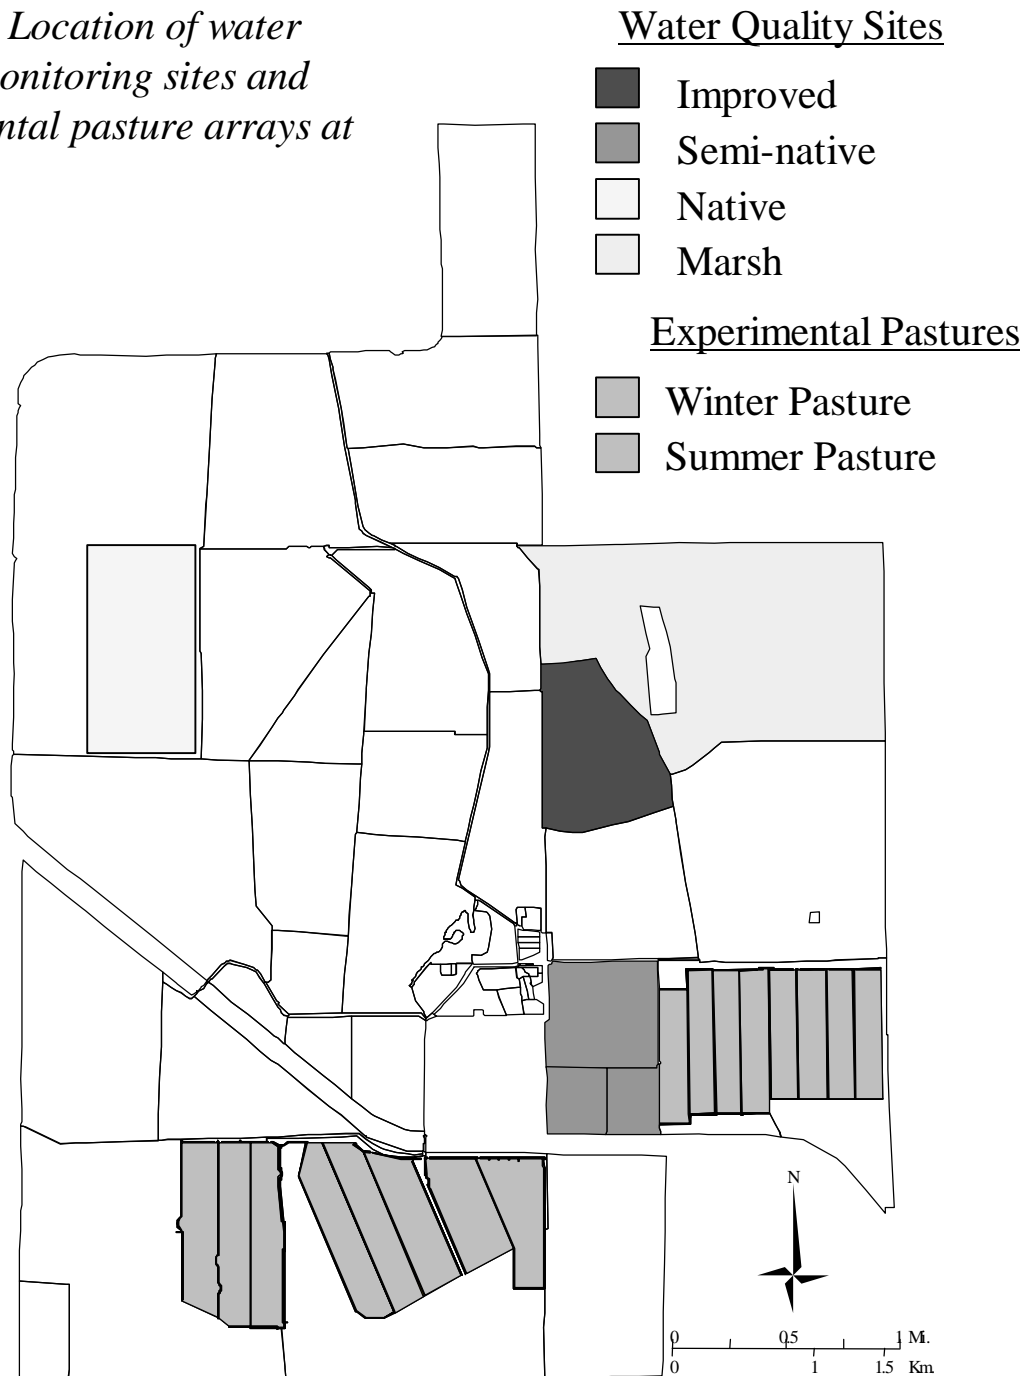 Location of water
onitoring sites and
ntal pasture arrays at
Water Quality Sites
Improved
Semi-native
Native
Marsh
Experimental Pastures
Winter Pasture
Summer Pasture
N
0 0.5 1 Mi.
0 1 1.5 Km.